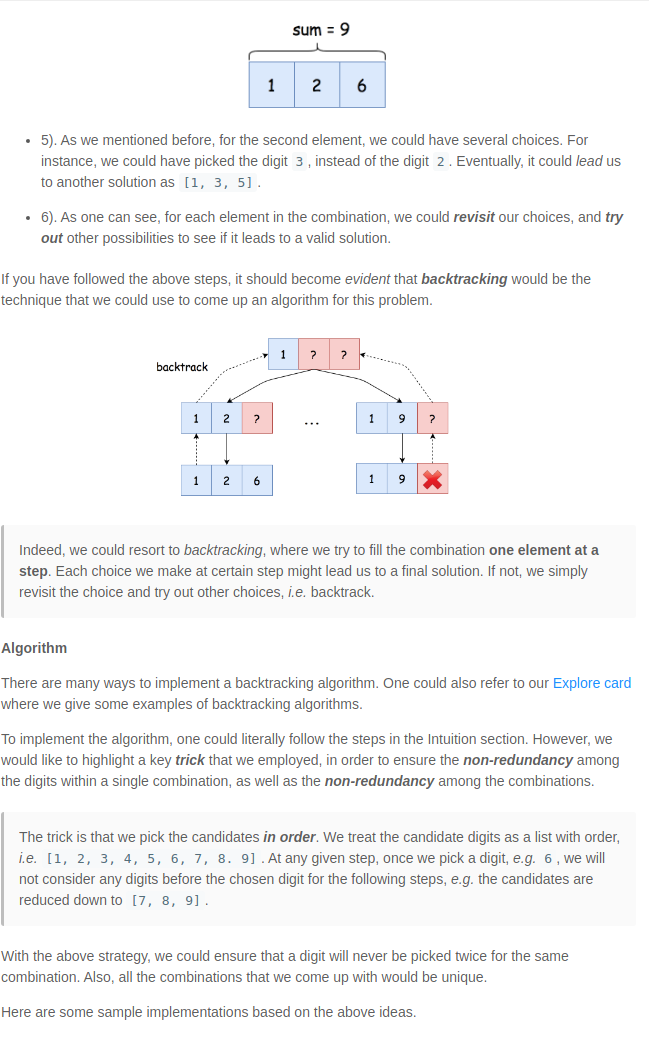 sum = 9
1 2 6
• 5). As we mentioned before, for the second element, we could have several choices. For
instance, we could have picked the digit 3 , instead of the digit 2 . Eventually, it could lead us
to another solution as [1, 3, 5] .
• 6). As one can see, for each element in the combination, we could revisit our choices, and try
out other possibilities to see if it leads to a valid solution.
If you have followed the above steps, it should become evident that backtracking would be the
technique that we could use to come up an algorithm for this problem.
1 ? ?
backtrack
1 2 ? ... 1 9 ?
1 2 6 1 9
Indeed, we could resort to backtracking, where we try to fill the combination one element at a
step. Each choice we make at certain step might lead us to a final solution. If not, we simply
revisit the choice and try out other choices, i.e. backtrack.
Algorithm
There are many ways to implement a backtracking algorithm. One could also refer to our Explore card
where we give some examples of backtracking algorithms.
To implement the algorithm, one could literally follow the steps in the Intuition section. However, we
would like to highlight a key trick that we employed, in order to ensure the non-redundancy among
the digits within a single combination, as well as the non-redundancy among the combinations.
The trick is that we pick the candidates in order. We treat the candidate digits as a list with order,
i.e. [1, 2, 3, 4, 5, 6, 7, 8. 9] . At any given step, once we pick a digit, e.g. 6 , we will
not consider any digits before the chosen digit for the following steps, e.g. the candidates are
reduced down to [7, 8, 9] .
With the above strategy, we could ensure that a digit will never be picked twice for the same
combination. Also, all the combinations that we come up with would be unique.
Here are some sample implementations based on the above ideas.